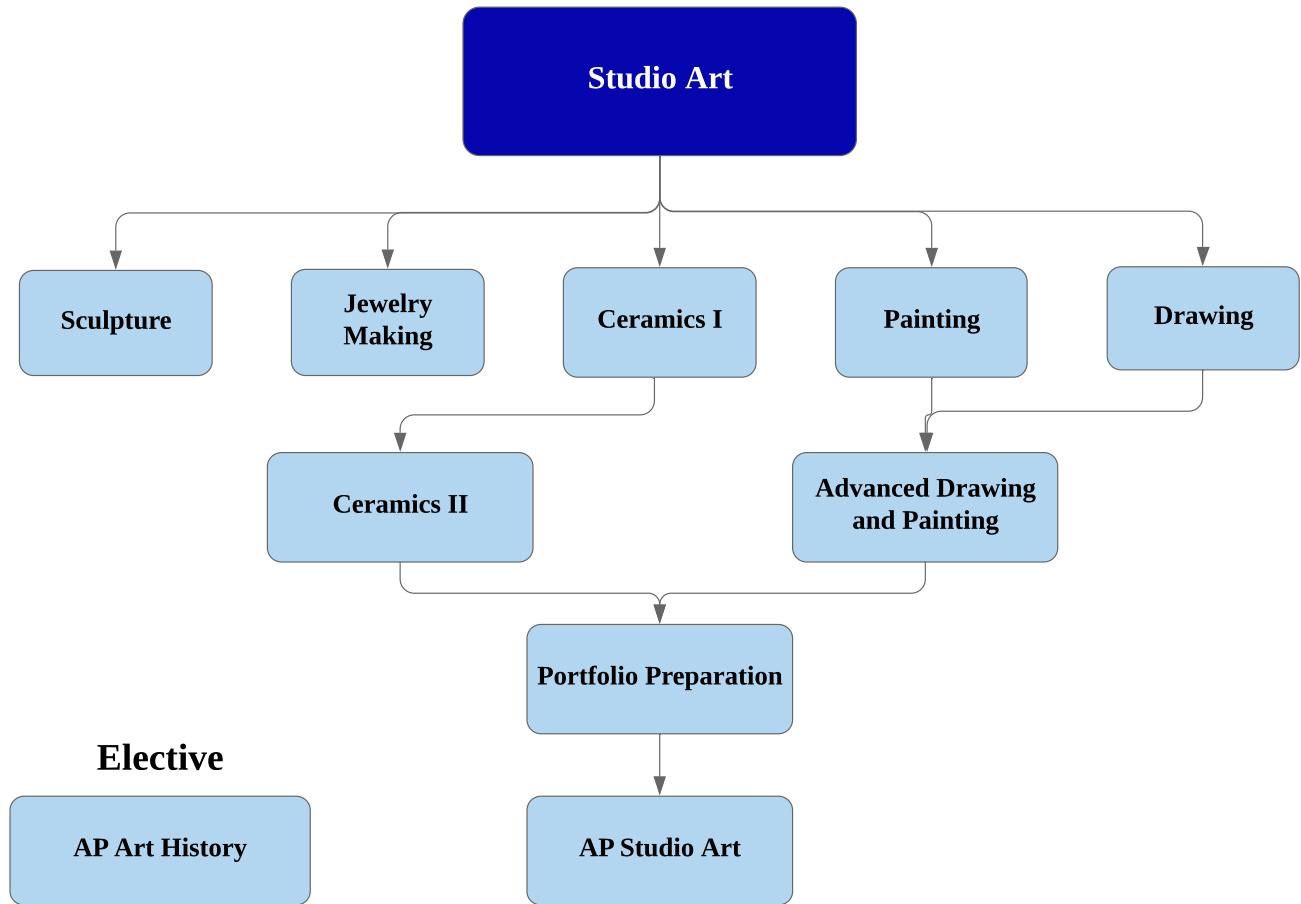 Studio Art
Sculpture
Jewelry
Making
Ceramics I
Painting
Drawing
Ceramics II
Advanced Drawing
and Painting
Portfolio Preparation
Elective
AP Art History
AP Studio Art